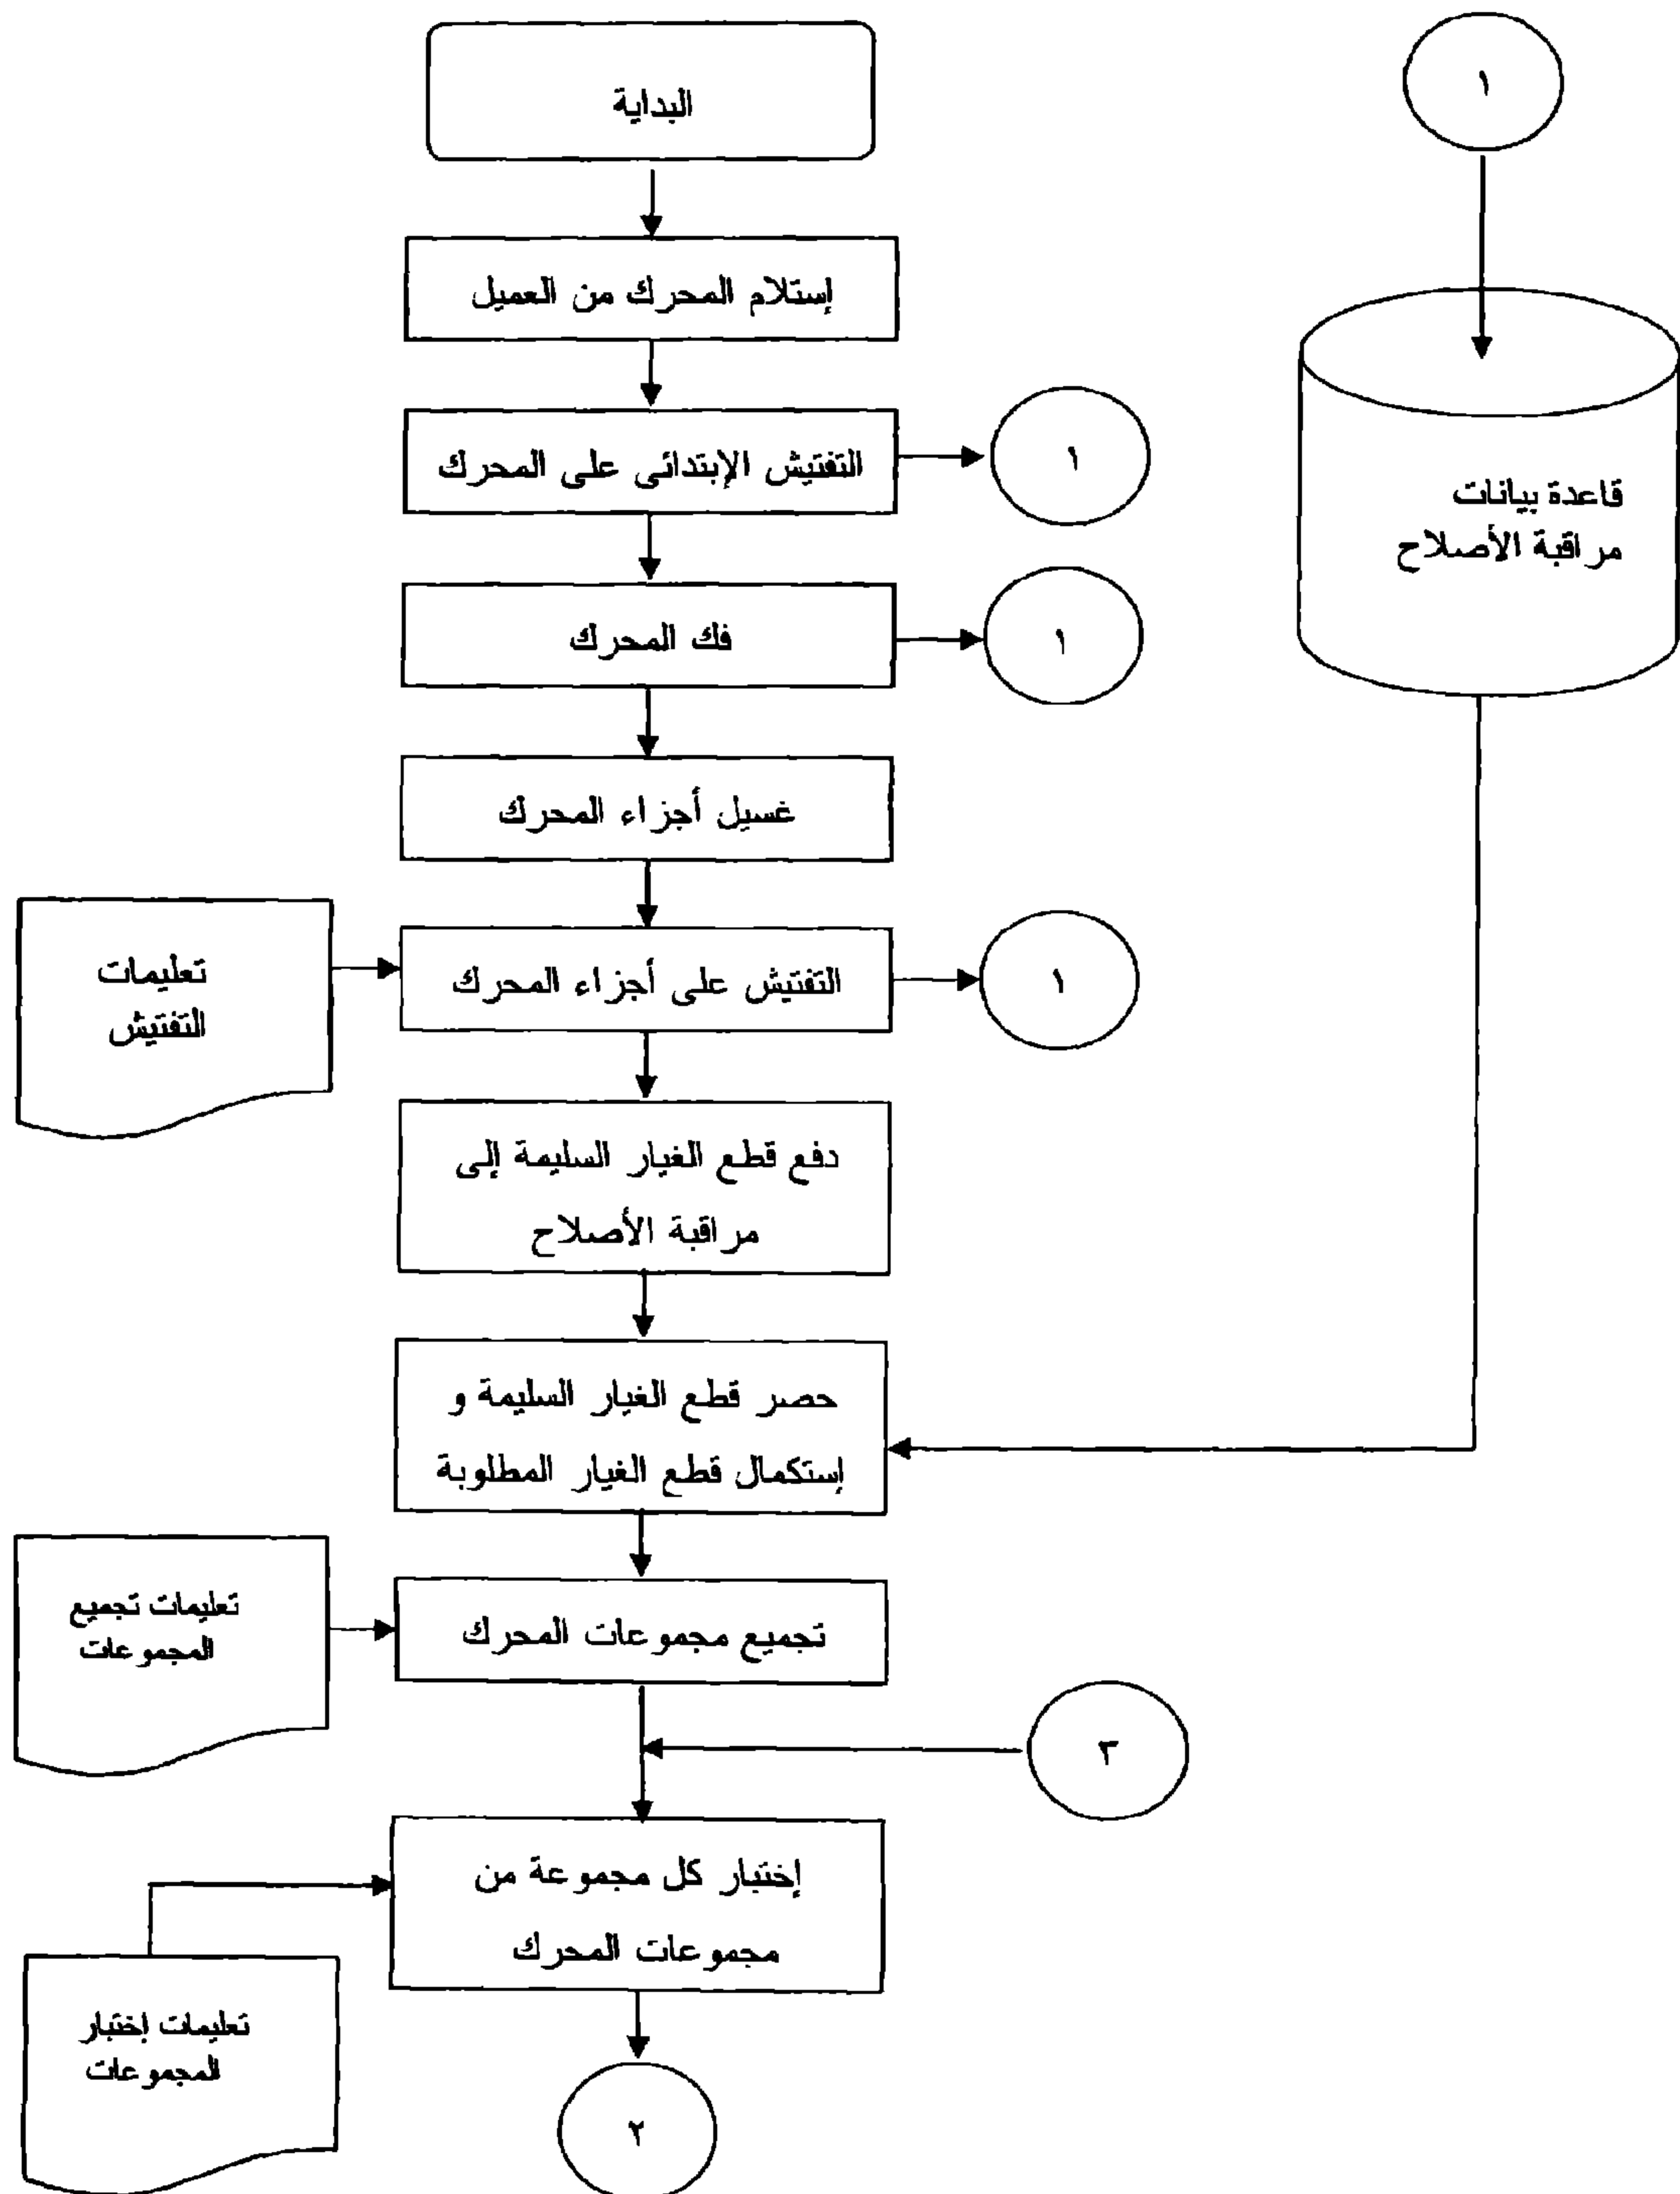 البداية
١
إستلام المحرك من العميل
التفتيش الإبتدائى على المحرك
١
قاعدة بيانات
مراقبة الأصلاح
فك المحرك
١
غسيل أجزاء المحرك
تعليمات
التفتيش
التفتيش على أجزاء المحرك
١
دفع قطع الغيار السليمة إلى
مراقبة الأصلاح
حصر قطع الغيار السليمة و
إستكمال قطع الغيار المطلوبة
تعليمات تجميع
المجموعات
تجميع مجموعات المحرك
٣
إختبار كل مجموعة من
مجموعات المحرك
تعليمات إختبار
المجموعات
٢